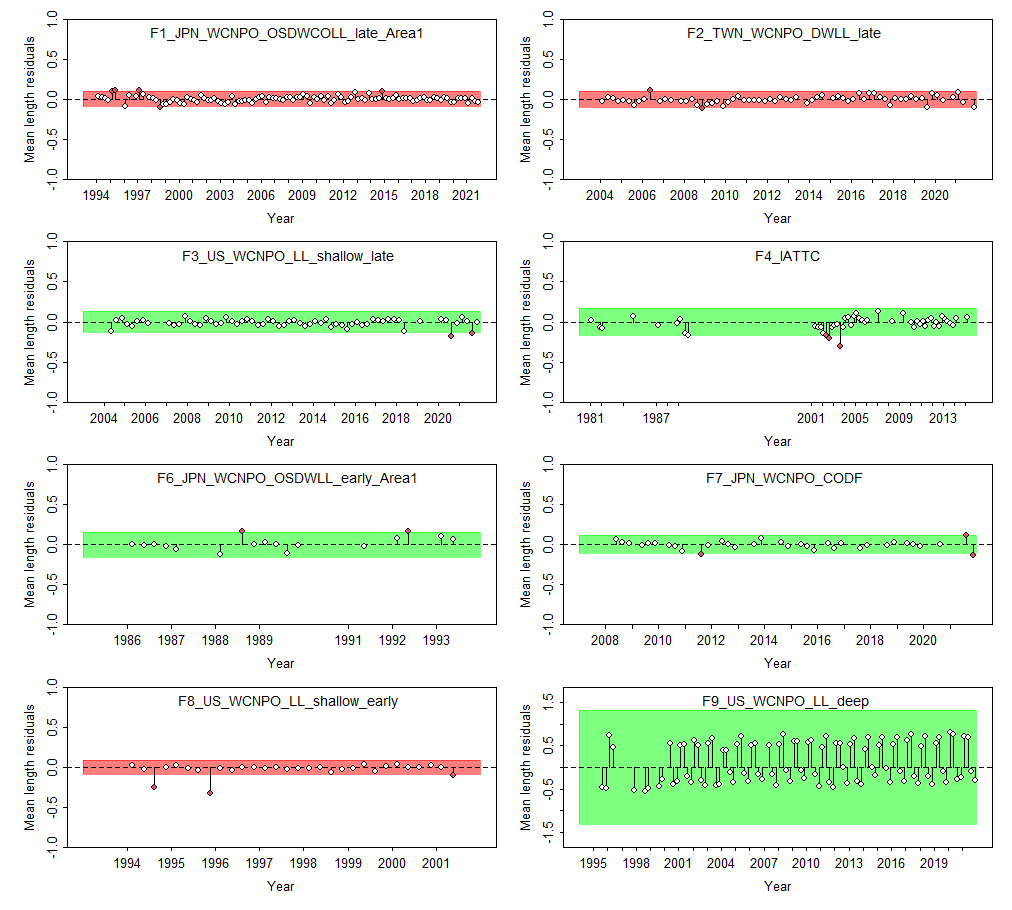 F1_JPN_WCNPO_OSDWCOLL_late_Area1
Mean length residuals
1.0
0.5
0.0
-0.5
-1.0
1994 1997 2000 2003 2006 2009 2012 2015 2018 2021
Year
F2_TWN_WCNPO_DWLL_late
Mean length residuals
1.0
0.5
0.0
-0.5
-1.0
2004 2006 2008 2010 2012 2014 2016 2018 2020
Year
F3_US_WCNPO_LL_shallow_late
Mean length residuals
1.0
0.5
0.0
-0.5
-1.0
2004 2006 2008 2010 2012 2014 2016 2018 2020
Year
F4_IATTC
Mean length residuals
1.0
0.5
0.0
-0.5
-1.0
1981 1987 2001 2005 2009 2013
Year
F6_JPN_WCNPO_OSDWLL_early_Area1
Mean length residuals
1.0
0.5
0.0
-0.5
-1.0
1986 1987 1988 1989 1991 1992 1993
Year
F7_JPN_WCNPO_CODF
Mean length residuals
1.0
0.5
0.0
-0.5
-1.0
2008 2010 2012 2014 2016 2018 2020
Year
F8_US_WCNPO_LL_shallow_early
Mean length residuals
1.0
0.5
0.0
-0.5
-1.0
1994 1995 1996 1997 1998 1999 2000 2001
Year
F9_US_WCNPO_LL_deep
Mean length residuals
1.5
0.5
-0.5
-1.5
1995 1998 2001 2004 2007 2010 2013 2016 2019
Year